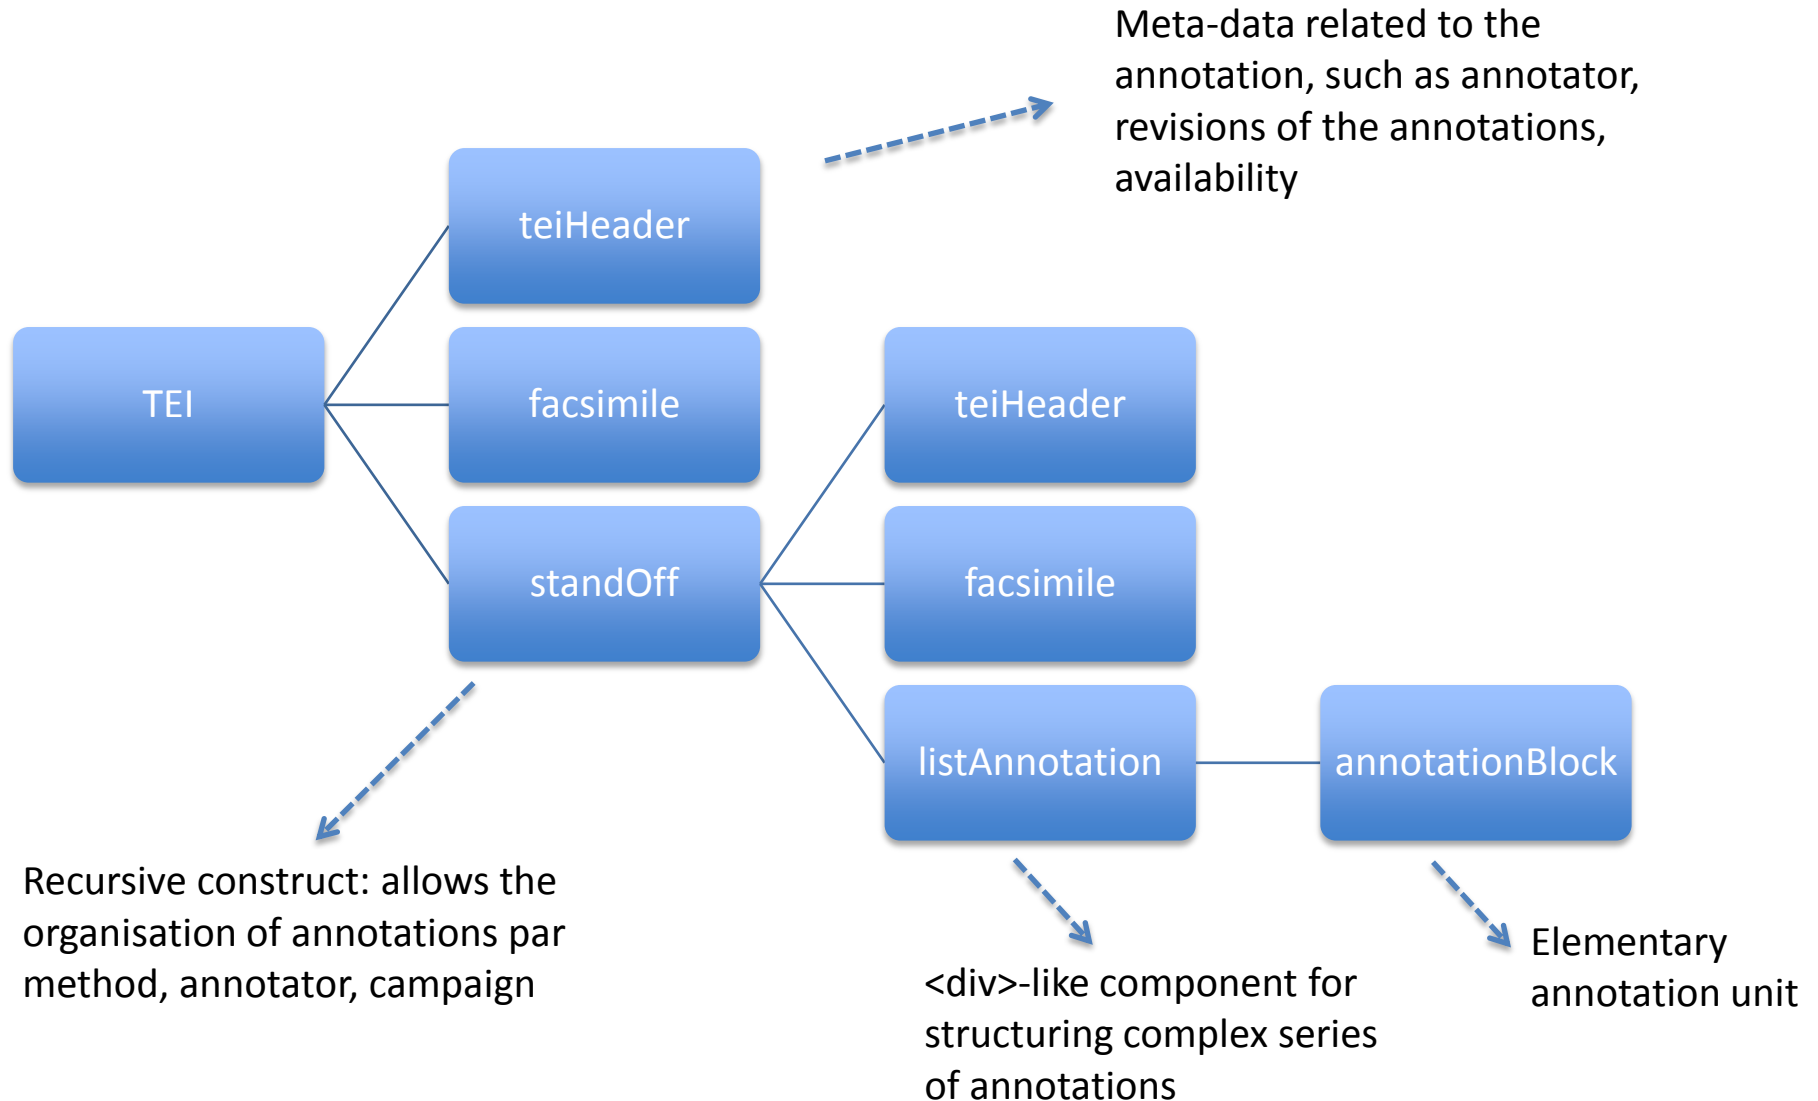 Meta-data related to the
annotation, such as annotator,
revisions of the annotations,
availability
teiHeader
TEI
facsimile
teiHeader
standOff
facsimile
listAnnotation
annotationBlock
Recursive construct: allows the
organisation of annotations par
method, annotator, campaign
<div>-like component for
structuring complex series
of annotations
Elementary
annotation unit